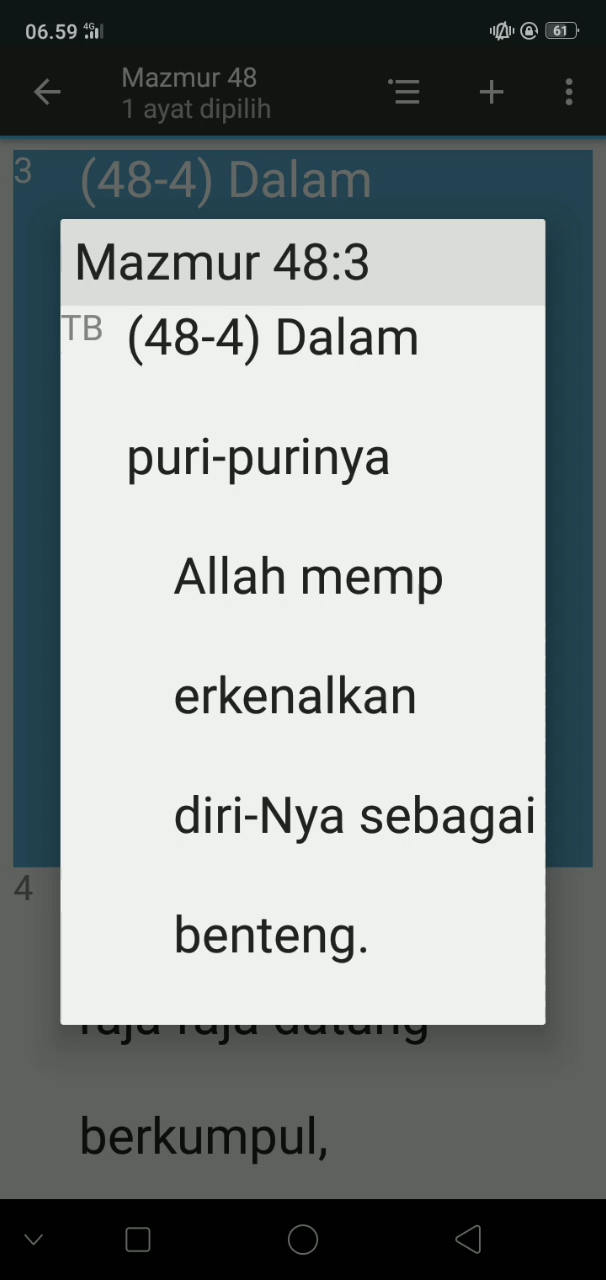 06.59 4G 61
Mazmur 48
1 ayat dipilih
3 (48-4) Dalam
Mazmur 48:3
TB (48-4) Dalam
puri-purinya
Allah memp
erkenalkan
diri-Nya sebagai
benteng.
4
berkumpul,